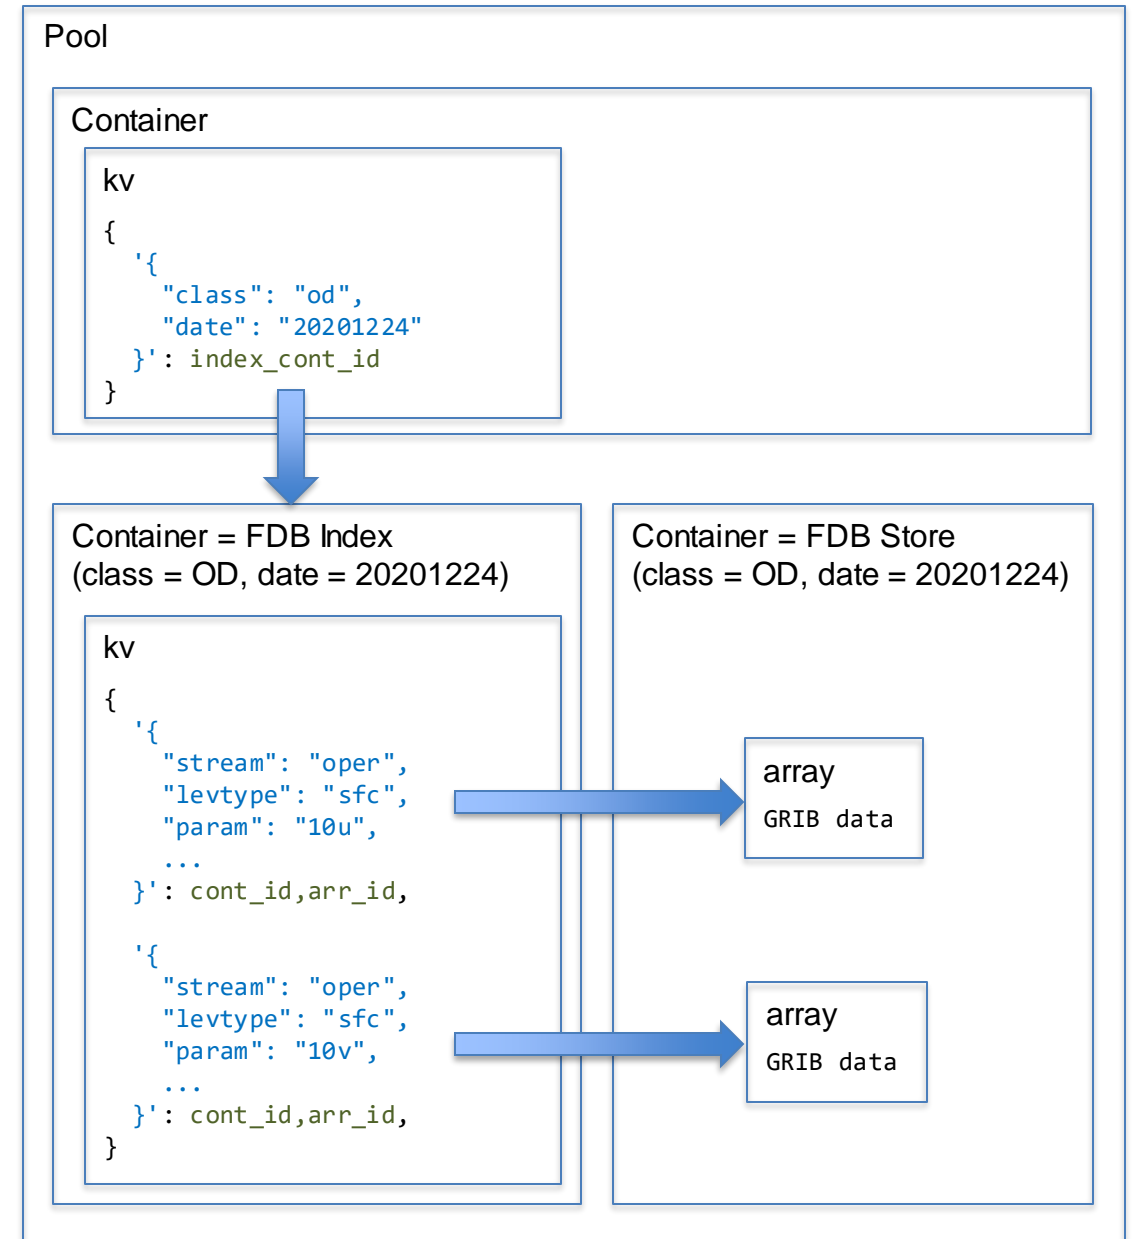 Pool
Container
kv
{
'{
"class": "od",
"date": "20201224"
}': index_cont_id
}
Container = FDB Index
(class = OD, date = 20201224)
kv
{
'{
"stream": "oper",
"levtype": "sfc",
"param": "10u",
...
}': cont_id,arr_id,
'{
"stream": "oper",
"levtype": "sfc",
"param": "10v",
...
}': cont_id,arr_id,
}
Container = FDB Store
(class = OD, date = 20201224)
array
GRIB data
array
GRIB data